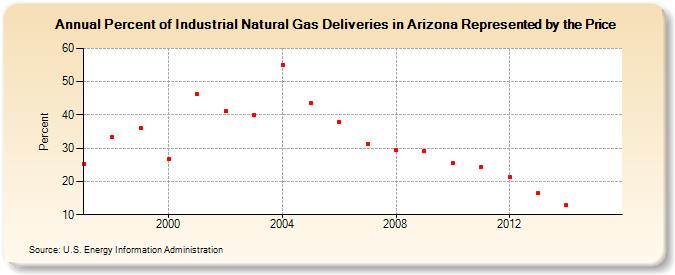 Annual Percent of Industrial Natural Gas Deliveries in Arizona Represented by the Price
60
50
40
30
20
10
Percent
2000 2004 2008 2012
Source: U.S. Energy Information Administration